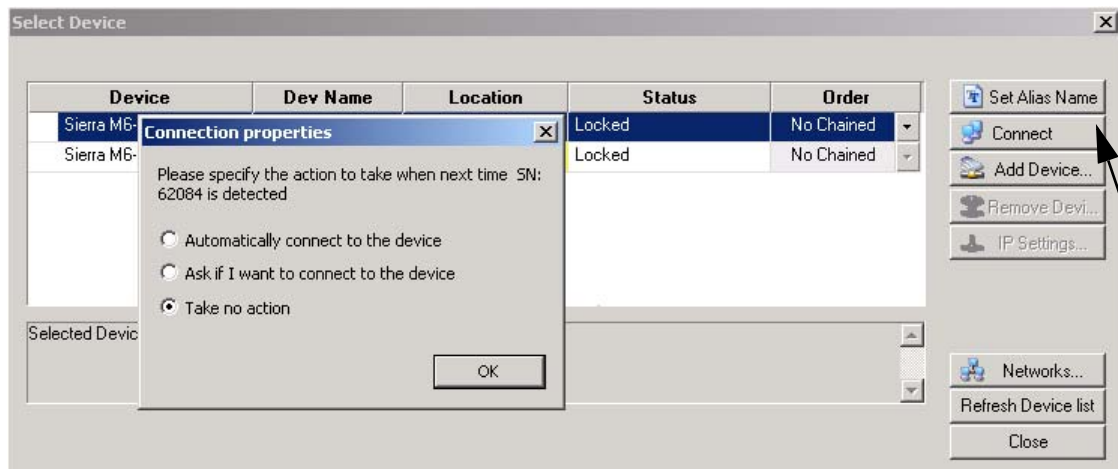 Select Device
Device Dev Name Location Status Order
Sierra M6- Locked No Chained
Sierra M6- Locked No Chained
Connection properties
Please specify the action to take when next time SN:
62084 is detected
Automatically connect to the device
Ask if I want to connect to the device
Take no action
OK
Selected Devic
Set Alias Name
Connect
Add Device...
Remove Devi...
IP Settings...
Networks...
Refresh Device list
Close